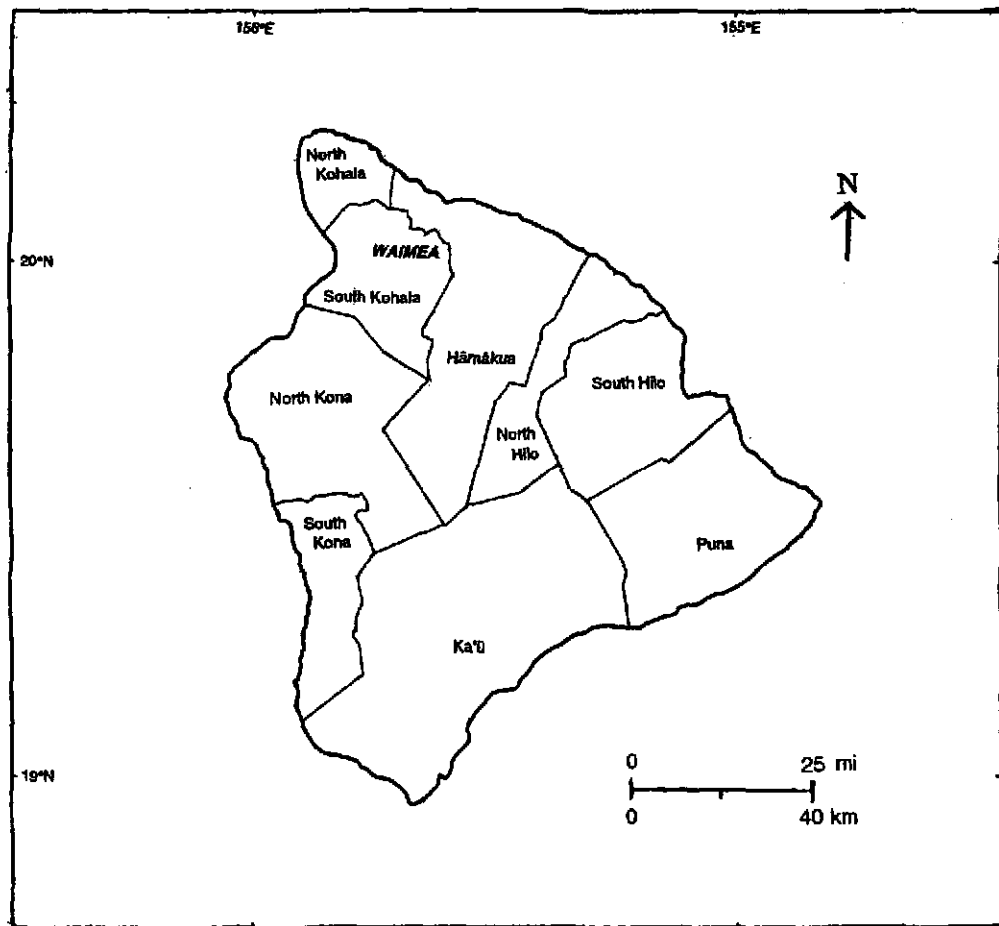 156°E 155°E
North
Kohala
N
WAIMEA
20°N
South Kohala
Hāmākua
South Hilo
North Kona
North
Hilo
South
Kona
Puna
Ka'ū
0 25 mi
19°N
0 40 km